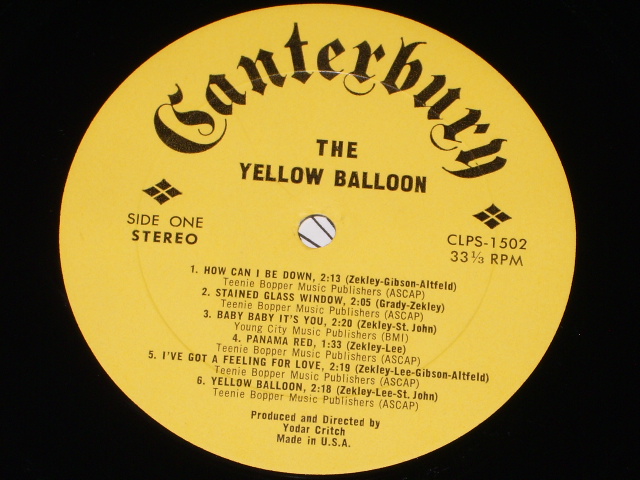 Canterbury
THE
YELLOW BALLOON
SIDE ONE
STEREO
CLPS-1502
33⅓ RPM
1. HOW CAN I BE DOWN, 2:13 (Zekley-Gibson-Altfeld)
Teenie Bopper Music Publishers (ASCAP)
2. STAINED GLASS WINDOW, 2:05 (Grady-Zekley)
Teenie Bopper Music Publishers (ASCAP)
3. BABY BABY IT'S YOU, 2:20 (Zekley-St. John)
Young City Music Publishers (BMI)
4. PANAMA RED, 1:33 (Zekley-Lee)
Teenie Bopper Music Publishers (ASCAP)
5. I'VE GOT A FEELING FOR LOVE, 2:19 (Zekley-Lee-Gibson-Altfeld)
Teenie Bopper Music Publishers (ASCAP)
6. YELLOW BALLOON, 2:18 (Zekley-Lee-St. John)
Teenie Bopper Music Publishers (ASCAP)
Produced and Directed by
Yodar Critch
Made in U.S.A.